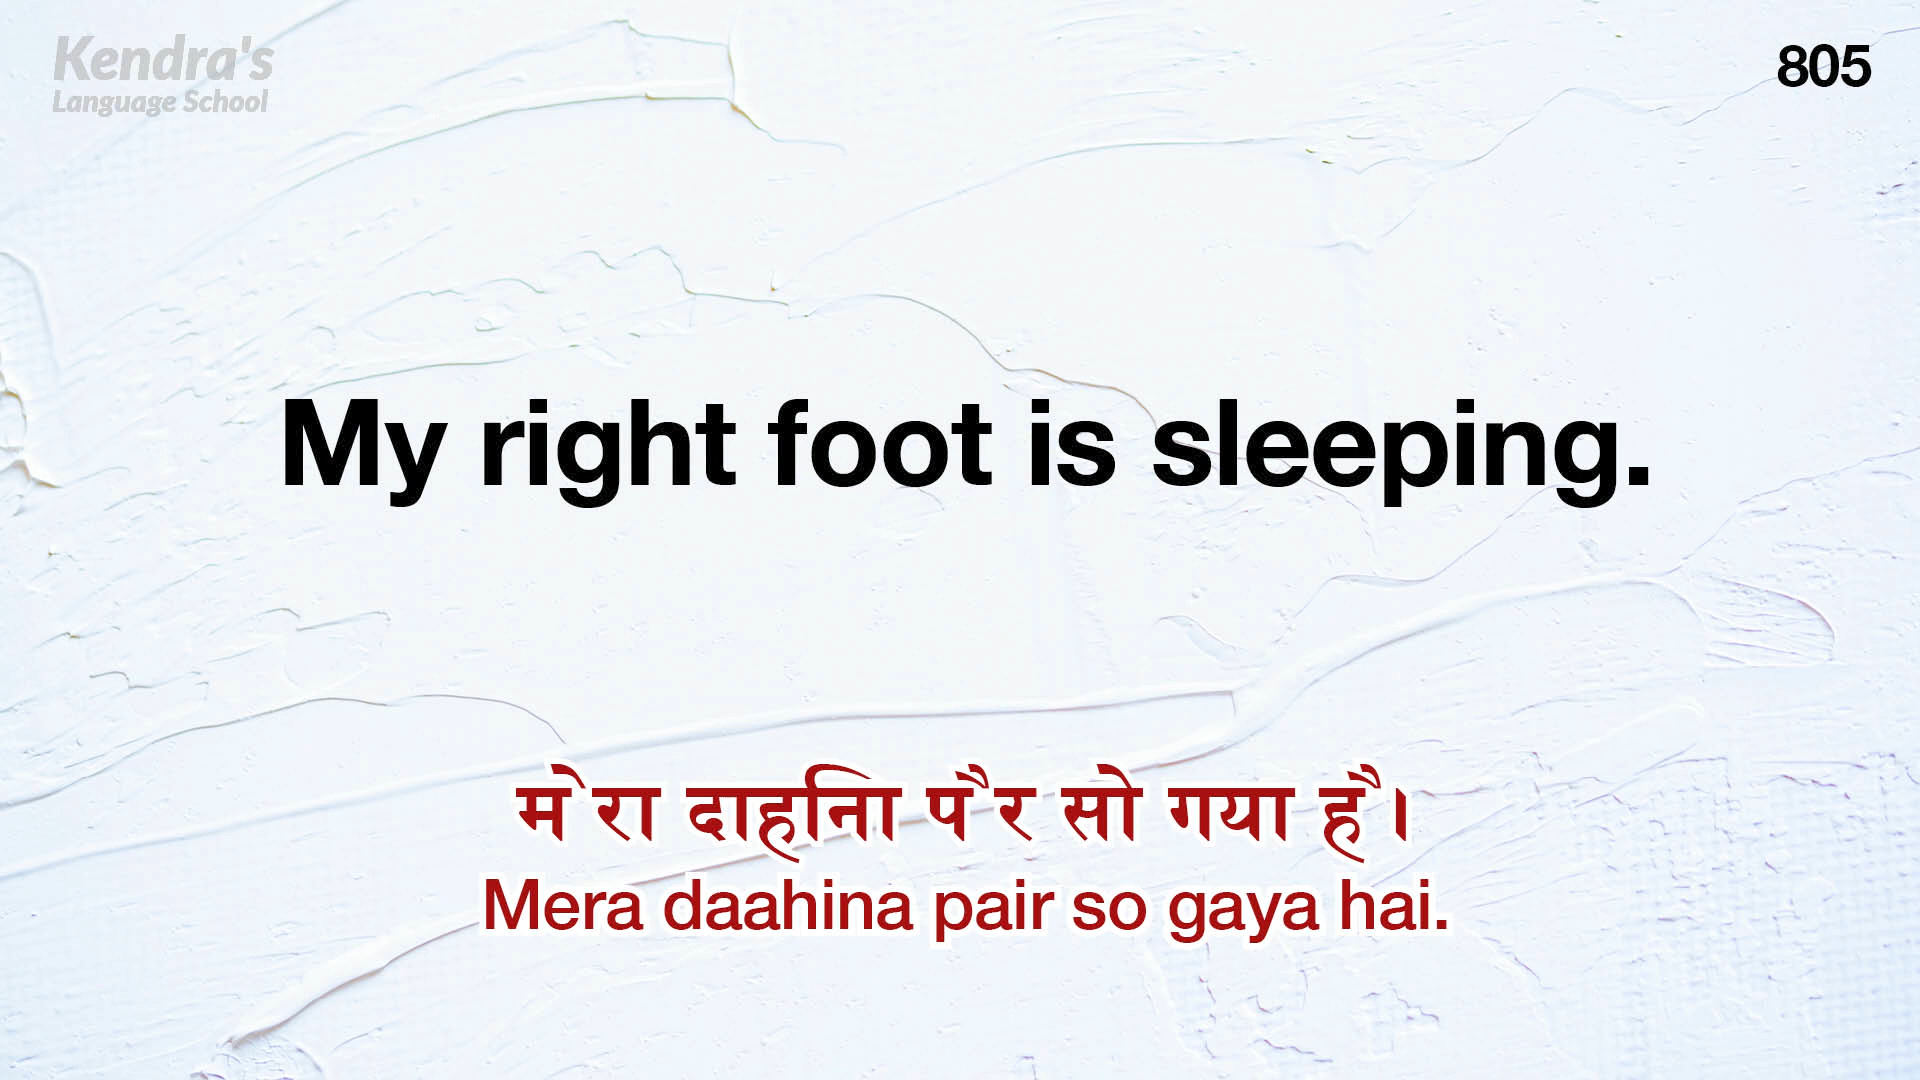 Kendra's
Language School
805
My right foot is sleeping.
मेरा दाहिना पैर सो गया है।
Mera daahina pair so gaya hai.